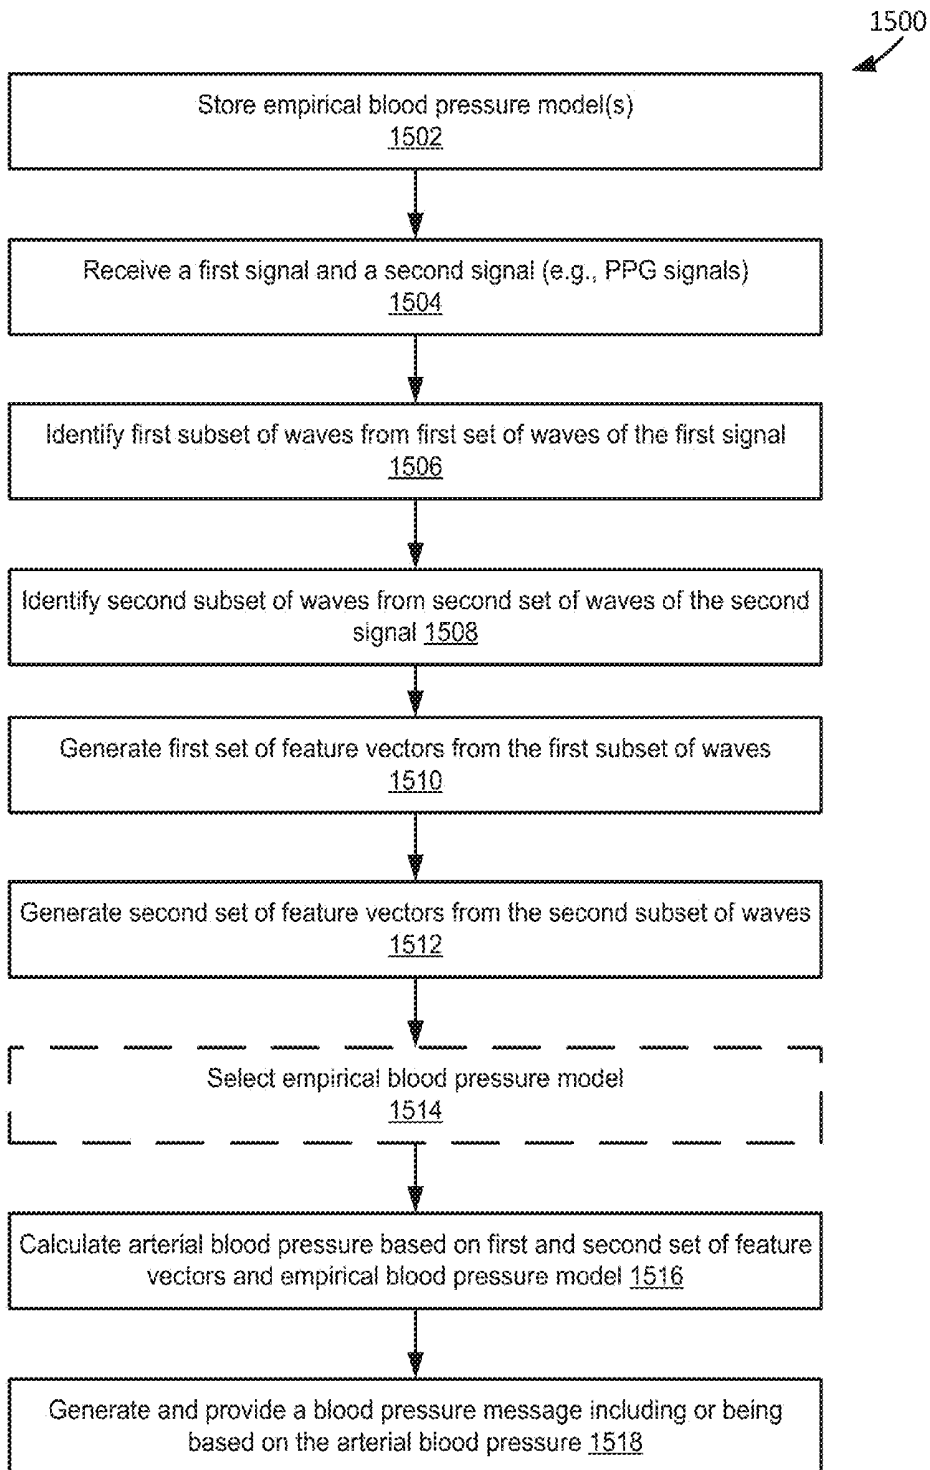 1500
Store empirical blood pressure model(s)
1502
Receive a first signal and a second signal (e.g., PPG signals)
1504
Identify first subset of waves from first set of waves of the first signal
1506
Identify second subset of waves from second set of waves of the second
signal 1508
Generate first set of feature vectors from the first subset of waves
1510
Generate second set of feature vectors from the second subset of waves
1512
Select empirical blood pressure model
1514
Calculate arterial blood pressure based on first and second set of feature
vectors and empirical blood pressure model 1516
Generate and provide a blood pressure message including or being
based on the arterial blood pressure 1518